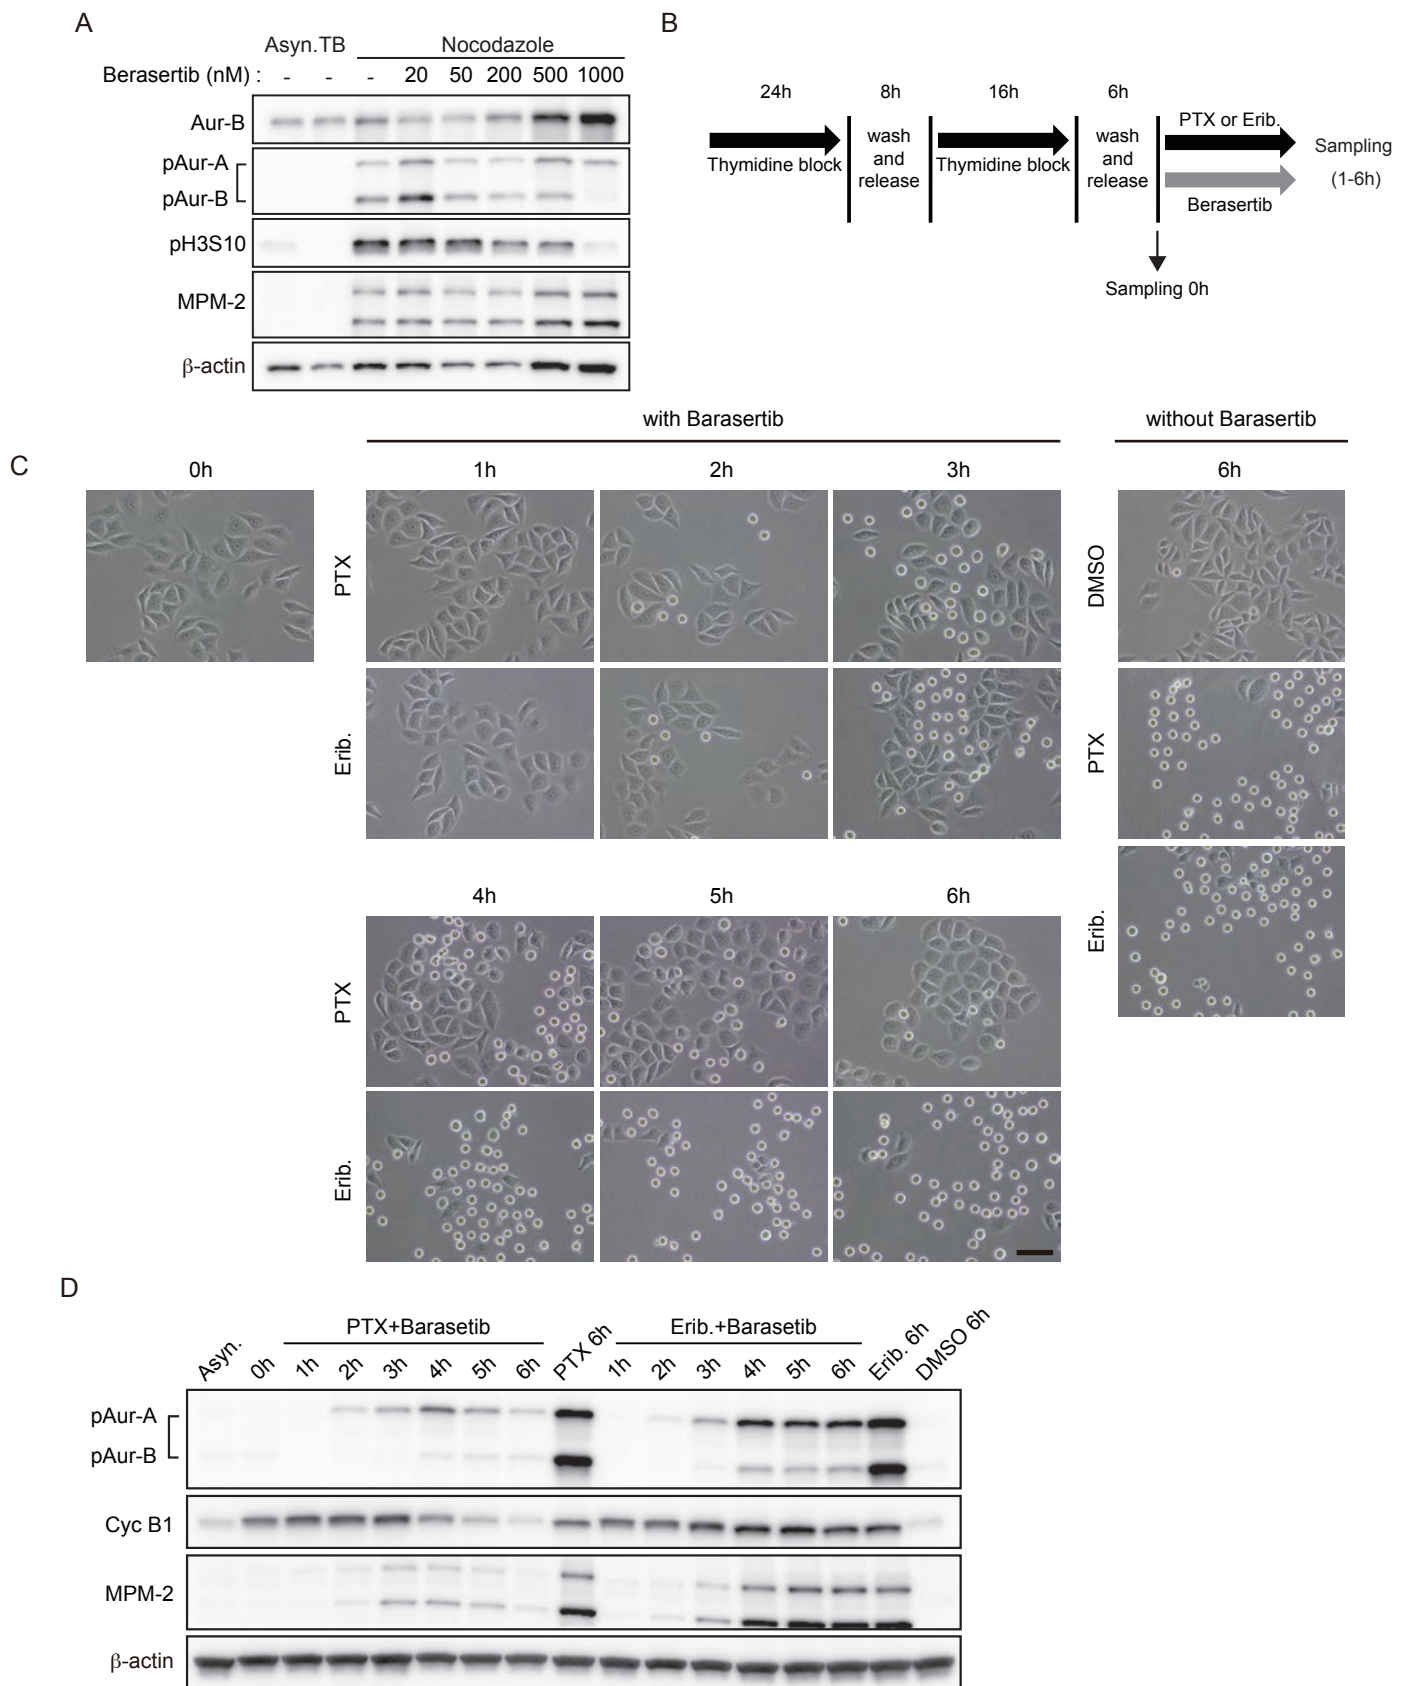 A
Asyn. TB Nocodazole
Berasertib (nM) : - - - 20 50 200 500 1000
Aur-B
pAur-A
pAur-B
pH3S10
MPM-2
β-actin
B
24h 8h 16h 6h
PTX or Erib.
Thymidine block
wash
and
release
Thymidine block
wash
and
release
Berasertib
Sampling
(1-6h)
Sampling 0h
C
with Barasertib without Barasertib
0h 1h 2h 3h 6h
PTX
DMSO
Erib.
PTX
Erib.
4h 5h 6h
PTX
Erib.
D
PTX+Barasetib Erib.+Barasetib
Asyn. 0h 1h 2h 3h 4h 5h 6h PTX 6h 1h 2h 3h 4h 5h 6h Erib. 6h DMSO 6h
pAur-A
pAur-B
Cyc B1
MPM-2
β-actin